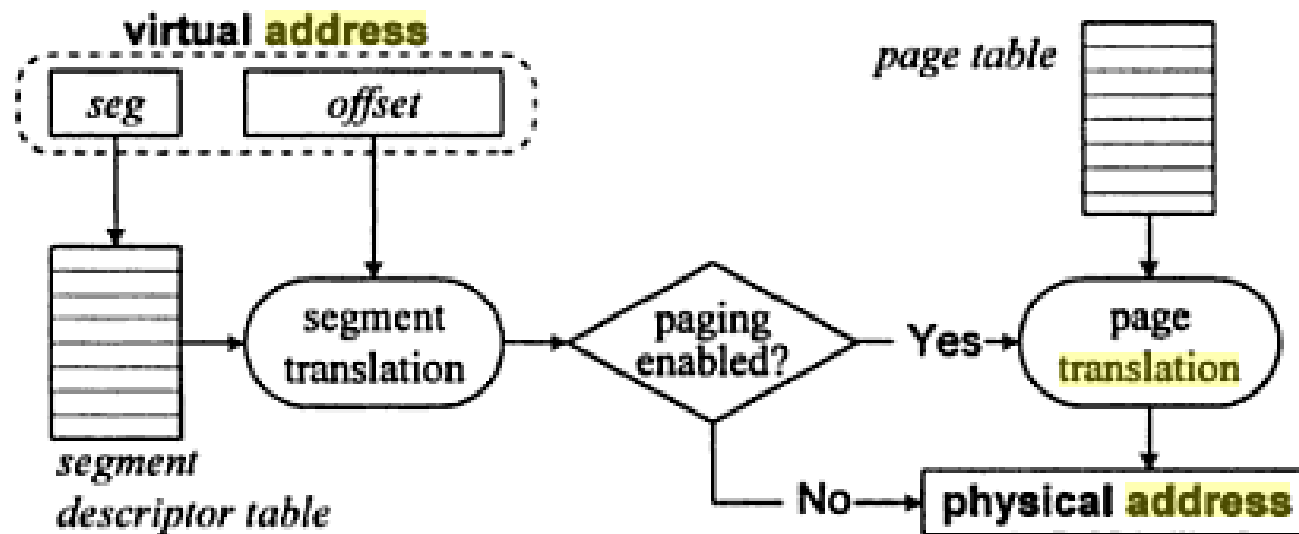 virtual address
seg
offset
page table
segment
translation
paging
enabled?
Yes
page
translation
segment
descriptor table
No
physical address